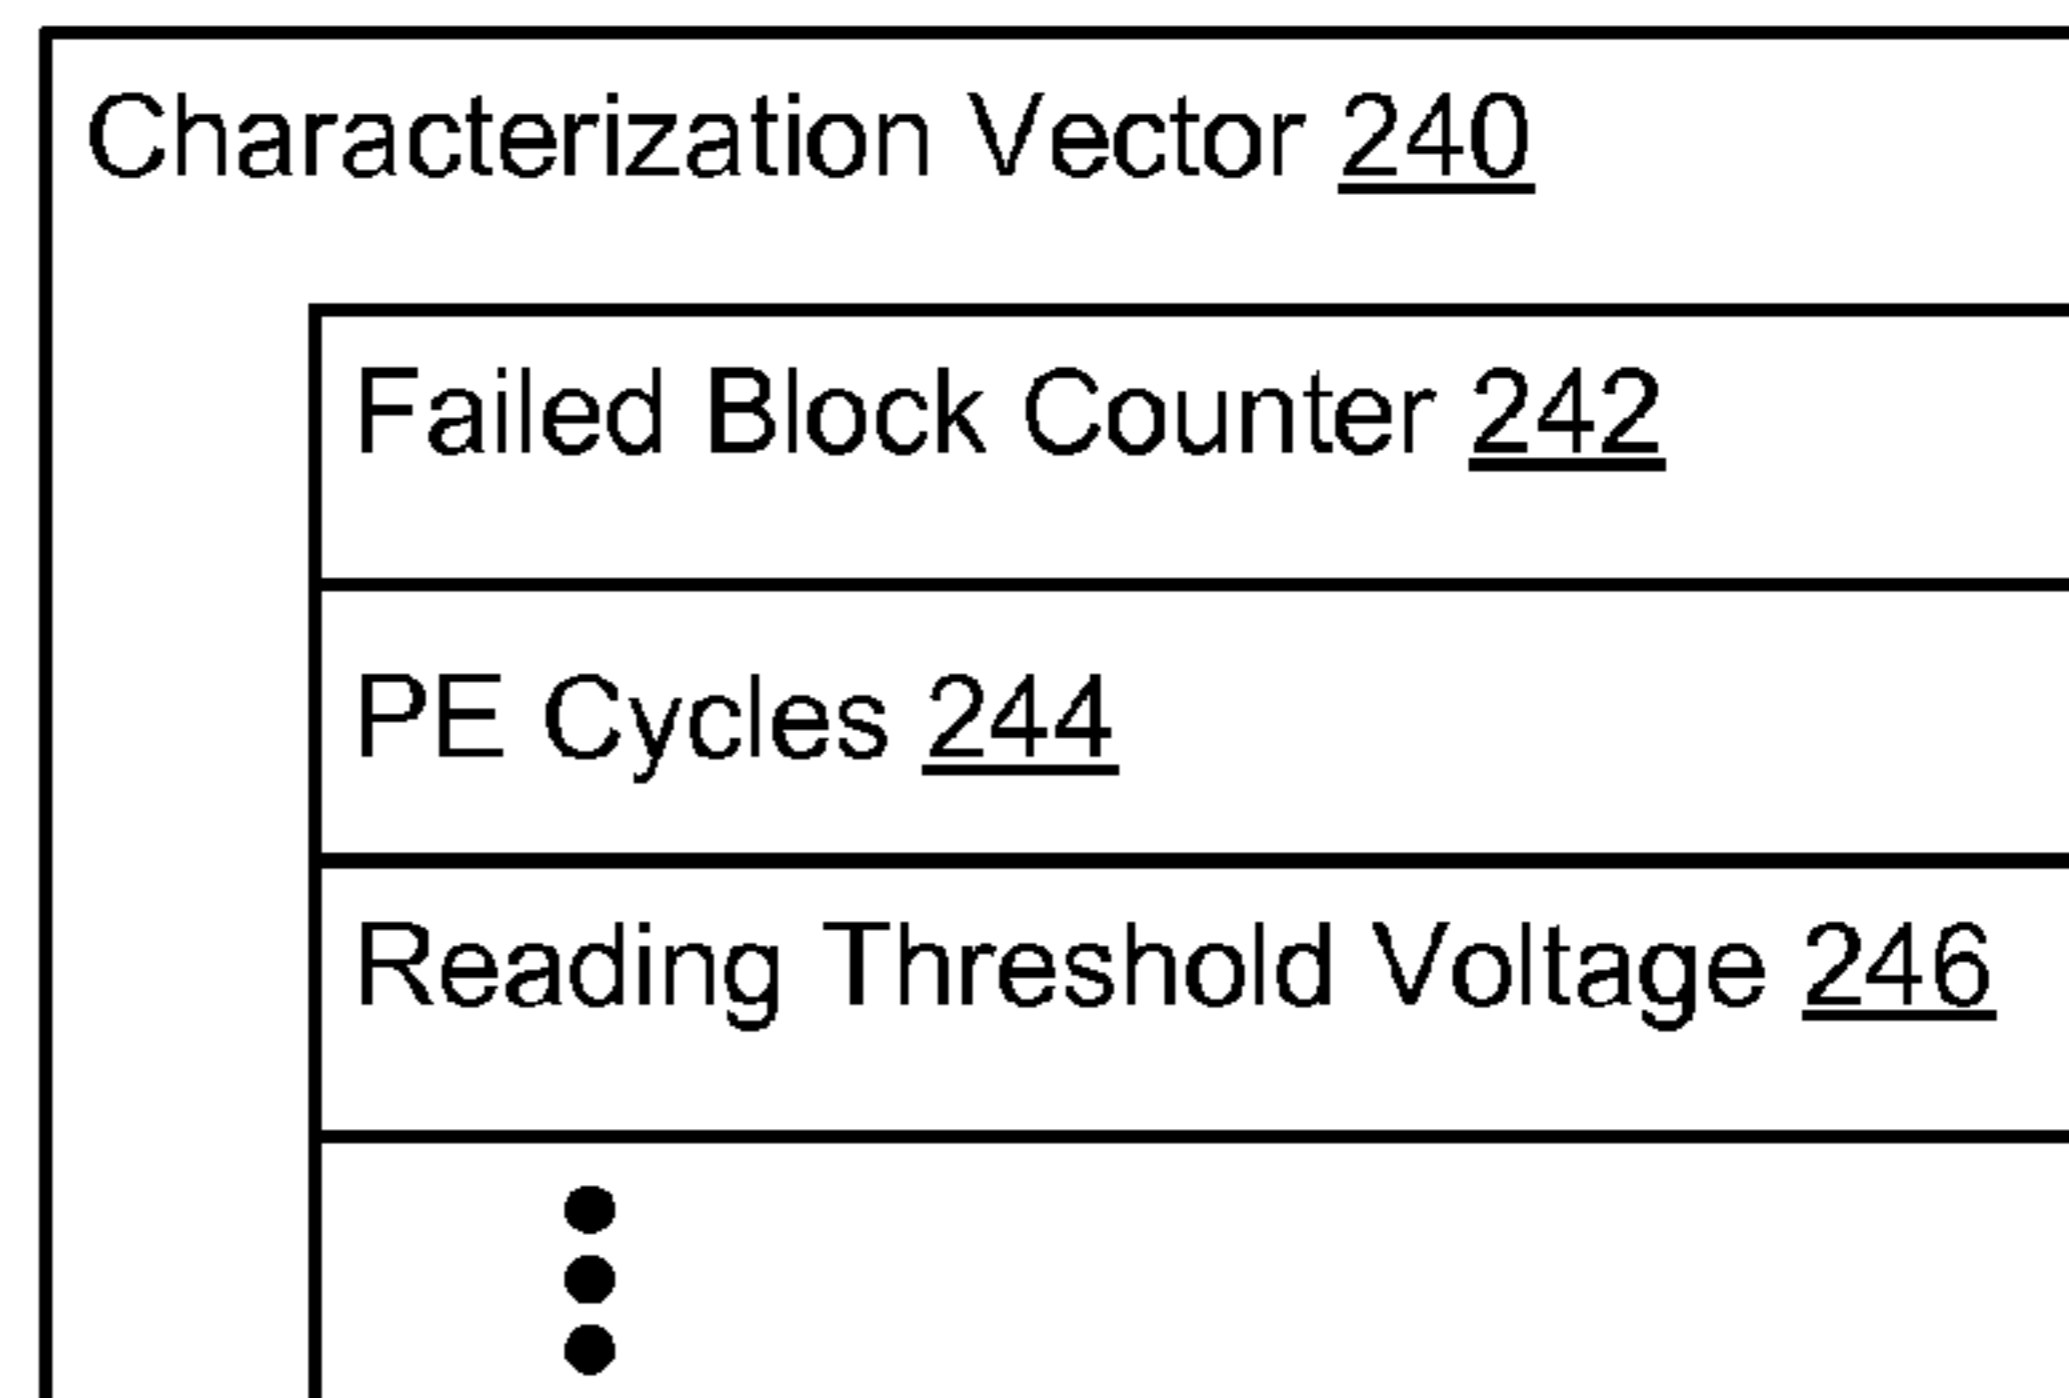 Characterization Vector 240
Failed Block Counter 242
PE Cycles 244
Reading Threshold Voltage 246